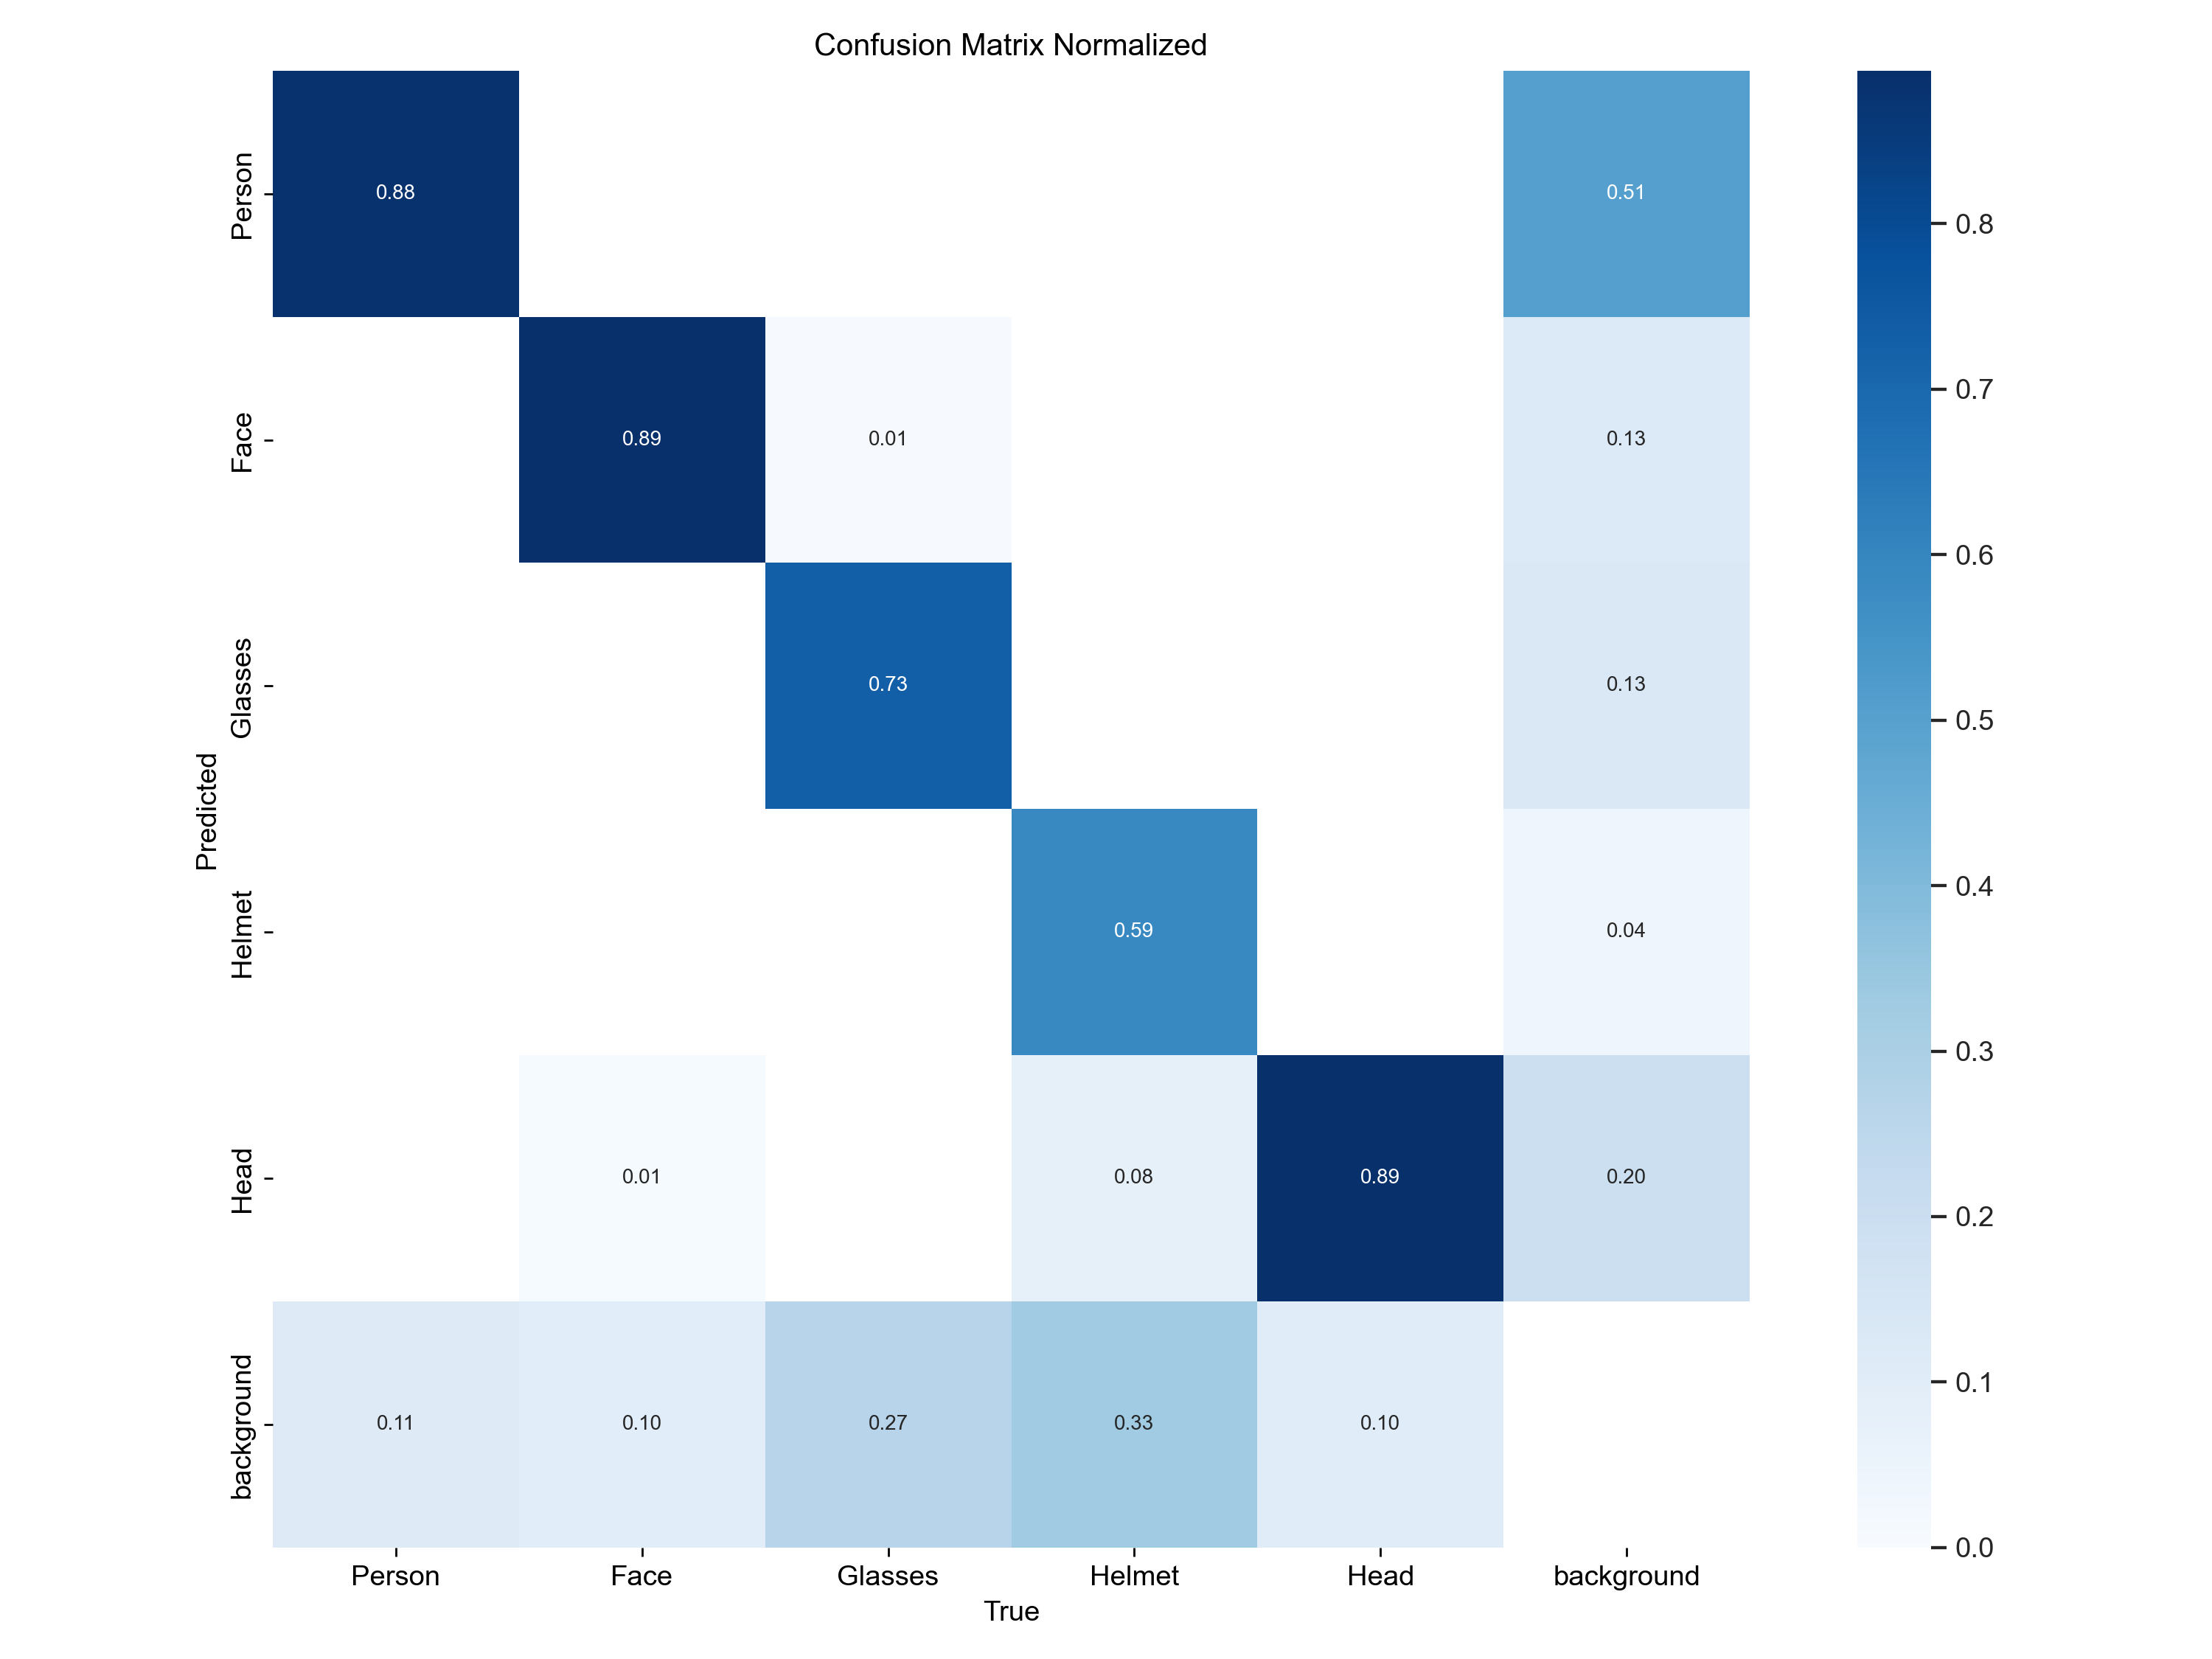 Confusion Matrix Normalized
Person
0.88
0.51
Face
0.89
0.01
0.13
Glasses
0.73
0.13
Helmet
0.59
0.04
Head
0.01
0.08
0.89
0.20
background
0.11
0.10
0.27
0.33
0.10
Predicted
Person
Face
Glasses
Helmet
Head
background
True
0.8
0.7
0.6
0.5
0.4
0.3
0.2
0.1
0.0